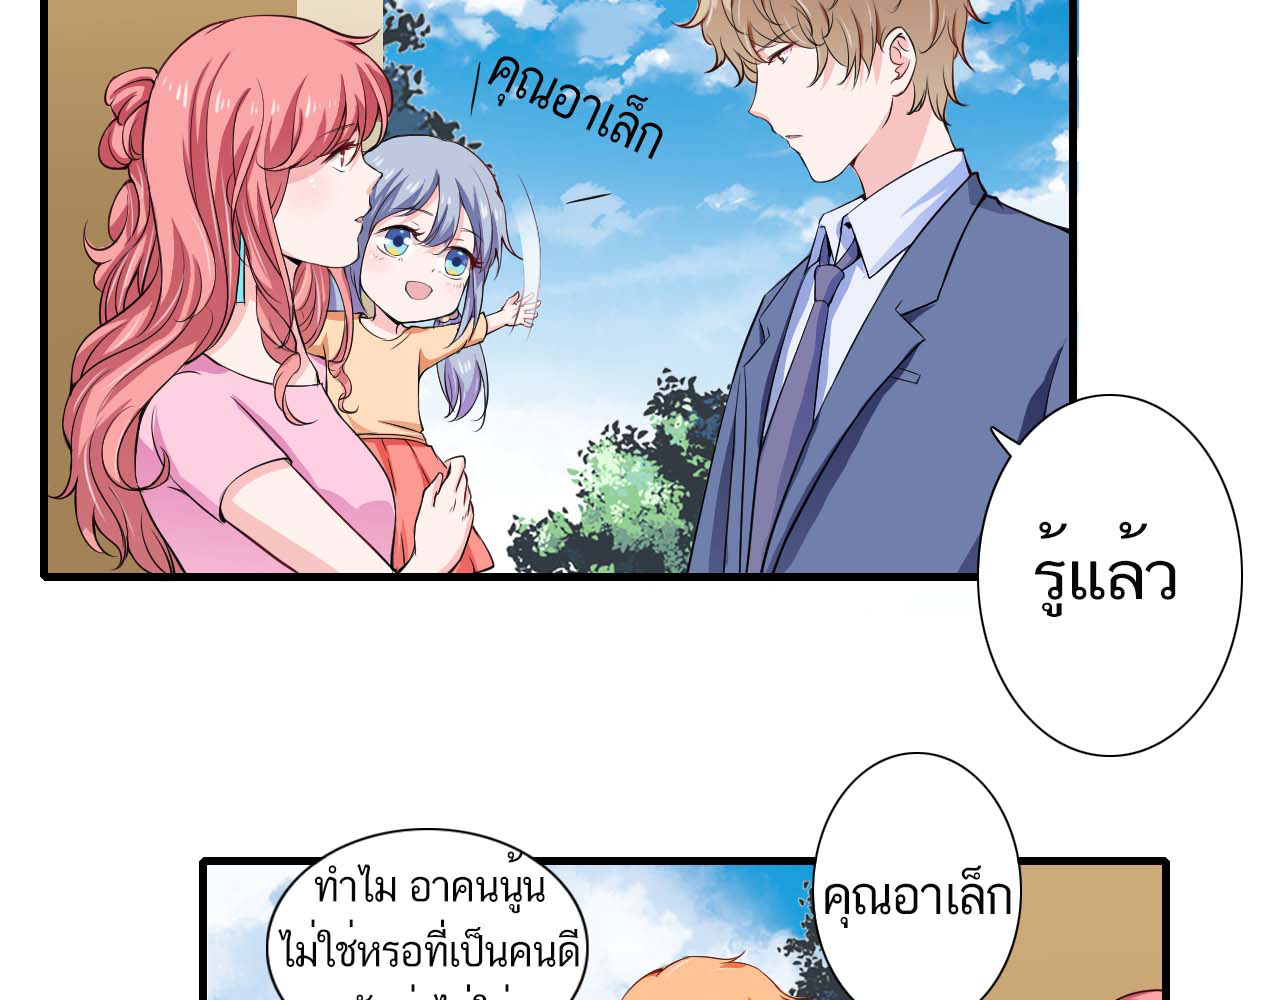 คุณอาเล็ก
รู้แล้ว
คุณอาเล็ก
ทำไม อาคนนู้น
ไม่ใช่หรอที่เป็นคนดี